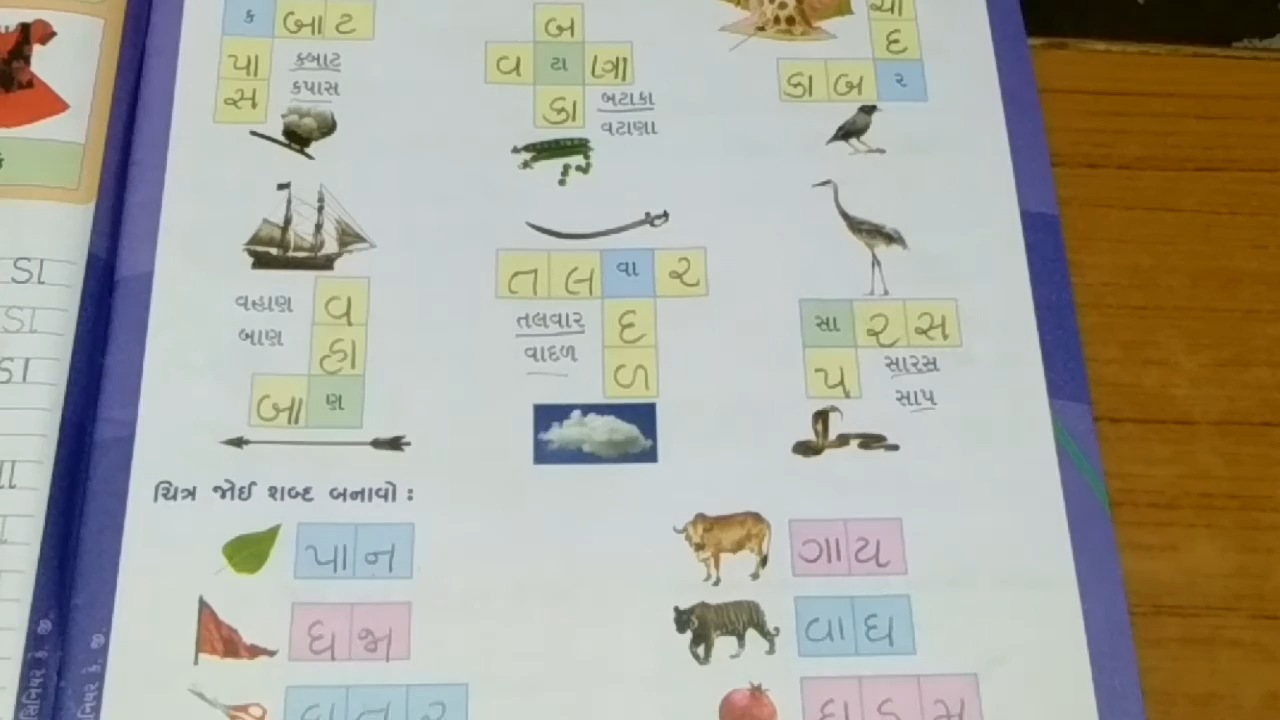 ક બા ટ
પા
સ
કબાટ
કપાસ
બ
વ ટા ણા
કા
બટાકા
વટાણા
દ
કા બ ર
વહાણ
બાણ
વ
હા
બા ણ
ત લ વા ર
દ
ળ
તલવાર
વાદળ
સા ર સ
પ
સારસ
સાપ
ચિત્ર જોઈ શબ્દ બનાવો :
પા ન
ગા ય
ધ જા
વા ઘ